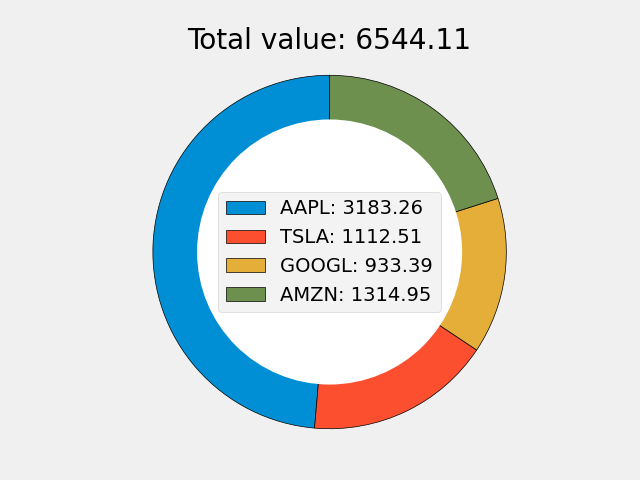 Total value: 6544.11
AAPL: 3183.26
TSLA: 1112.51
GOOGL: 933.39
AMZN: 1314.95